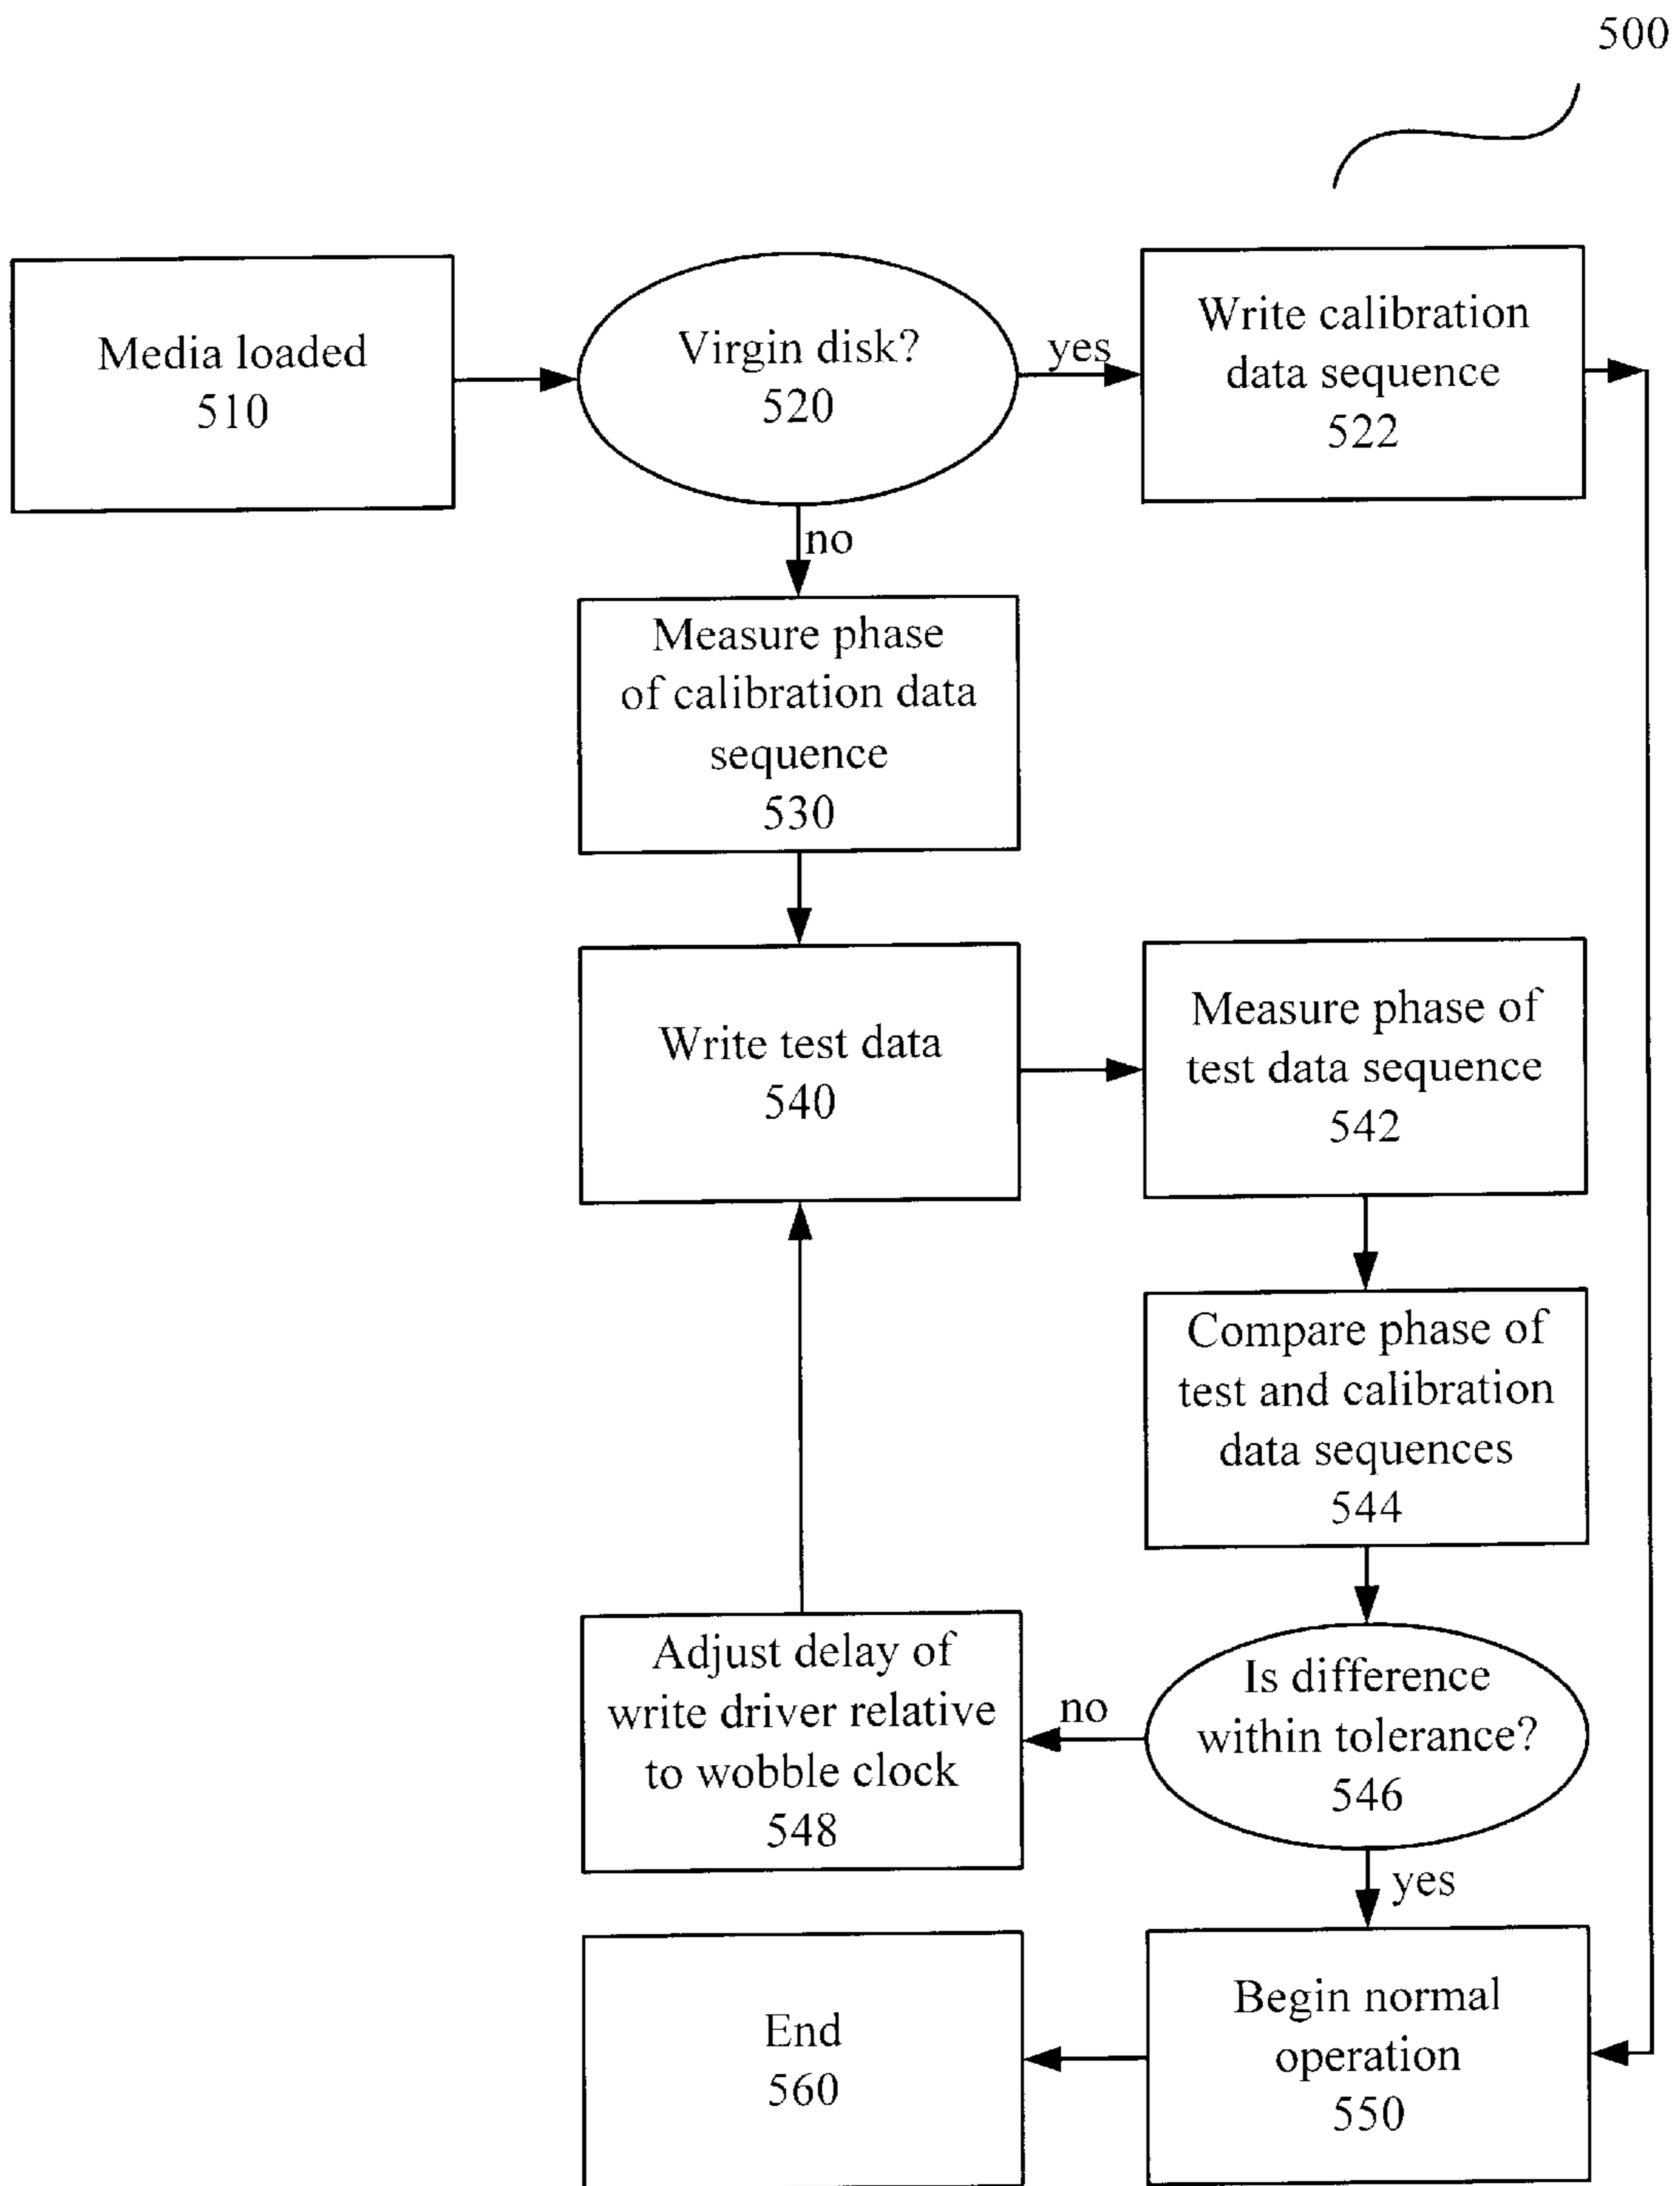 500
Media loaded
510
Virgin disk?
520
yes
Write calibration
data sequence
522
no
Measure phase
of calibration data
sequence
530
Write test data
540
Measure phase of
test data sequence
542
Compare phase of
test and calibration
data sequences
544
Is difference
within tolerance?
546
no
Adjust delay of
write driver relative
to wobble clock
548
yes
Begin normal
operation
550
End
560